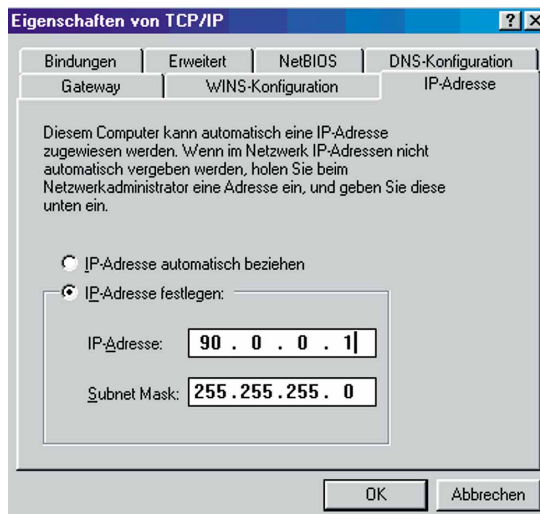 Eigenschaften von TCP/IP
Bindungen Erweitert NetBIOS DNS-Konfiguration
Gateway WINS-Konfiguration IP-Adresse
Diesem Computer kann automatisch eine IP-Adresse
zugewiesen werden. Wenn im Netzwerk IP-Adressen nicht
automatisch vergeben werden, holen Sie beim
Netzwerkadministrator eine Adresse ein, und geben Sie diese
unten ein.
IP-Adresse automatisch beziehen
IP-Adresse festlegen:
IP-Adresse: 90 . 0 . 0 . 1
Subnet Mask: 255.255.255. 0
OK Abbrechen